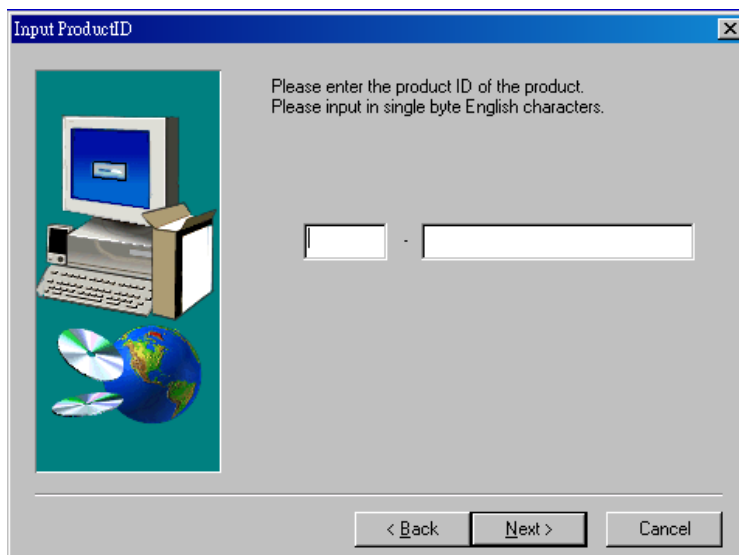 Input ProductID
Please enter the product ID of the product.
Please input in single byte English characters.
-
< Back
Next >
Cancel